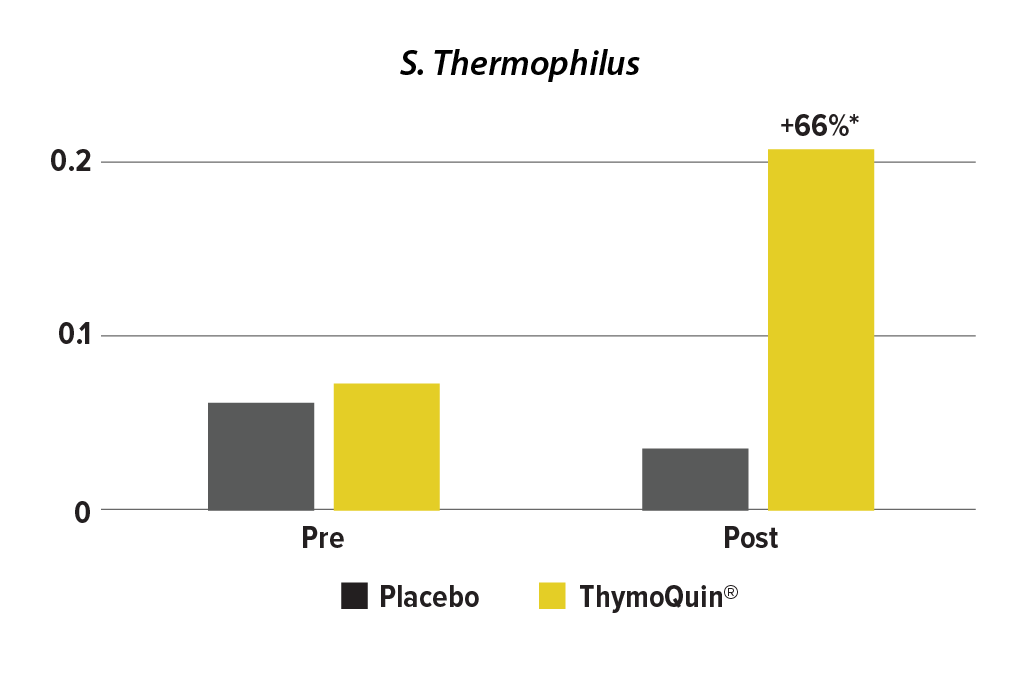 S. Thermophilus
+66%*
0.2
0.1
0
Pre Post
Placebo ThymoQuin®